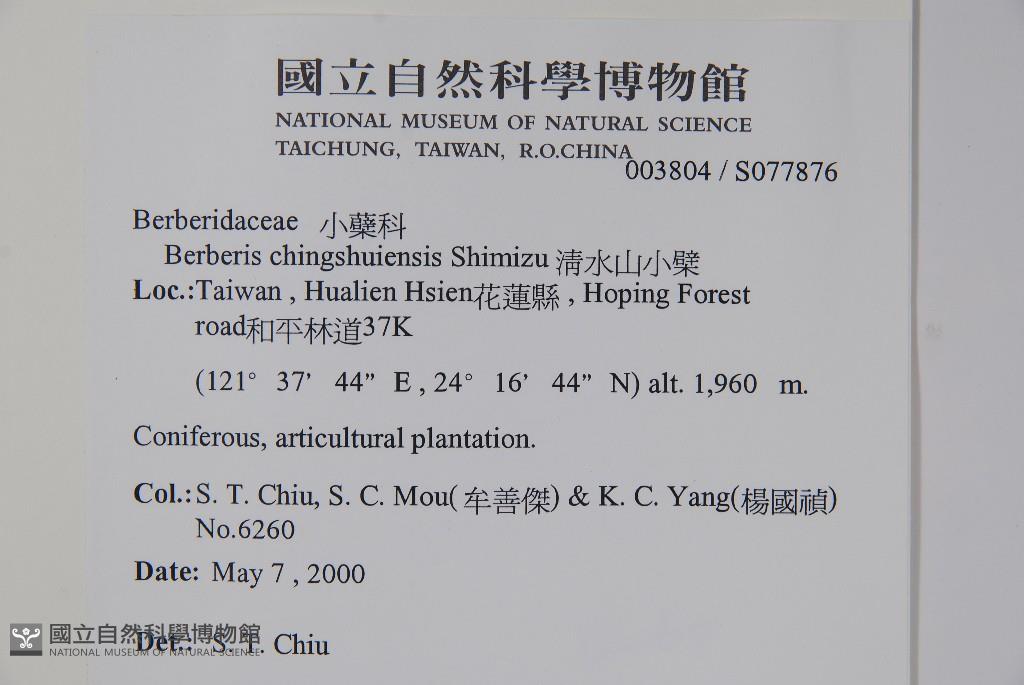 國立自然科學博物館
NATIONAL MUSEUM OF NATURAL SCIENCE
TAICHUNG, TAIWAN, R.O.CHINA
003804 / S077876
Berberidaceae 小蘗科
Berberis chingshuiensis Shimizu 清水山小檗
Loc.:Taiwan , Hualien Hsien花蓮縣 , Hoping Forest
road和平林道37K
(121° 37’ 44” E , 24° 16’ 44” N) alt. 1,960 m.
Coniferous, articultural plantation.
Col.: S. T. Chiu, S. C. Mou( 牟善傑) & K. C. Yang(楊國禎)
No.6260
Date: May 7 , 2000
Det.: S. T. Chiu
國立自然科學博物館
NATIONAL MUSEUM OF NATURAL SCIENCE